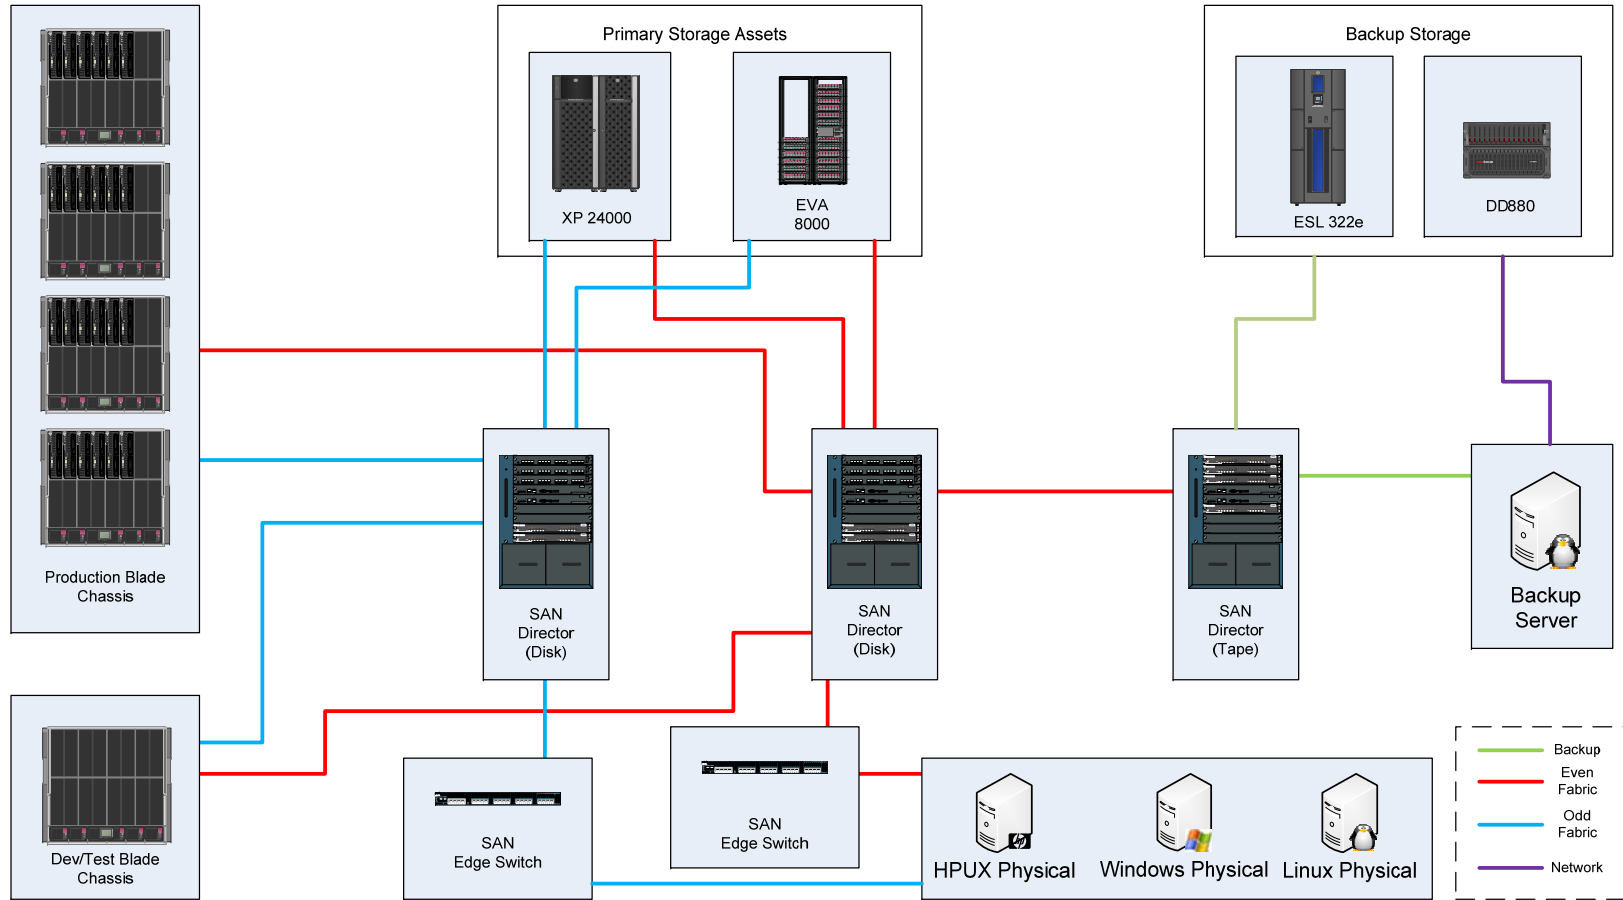 Primary Storage Assets
Backup Storage
XP 24000
EVA
8000
ESL 322e
DD880
Production Blade
Chassis
SAN
Director
(Disk)
SAN
Director
(Disk)
SAN
Director
(Tape)
Backup
Server
Dev/Test Blade
Chassis
SAN
Edge Switch
SAN
Edge Switch
HPUX Physical
Windows Physical
Linux Physical
Backup
Even
Fabric
Odd
Fabric
Network